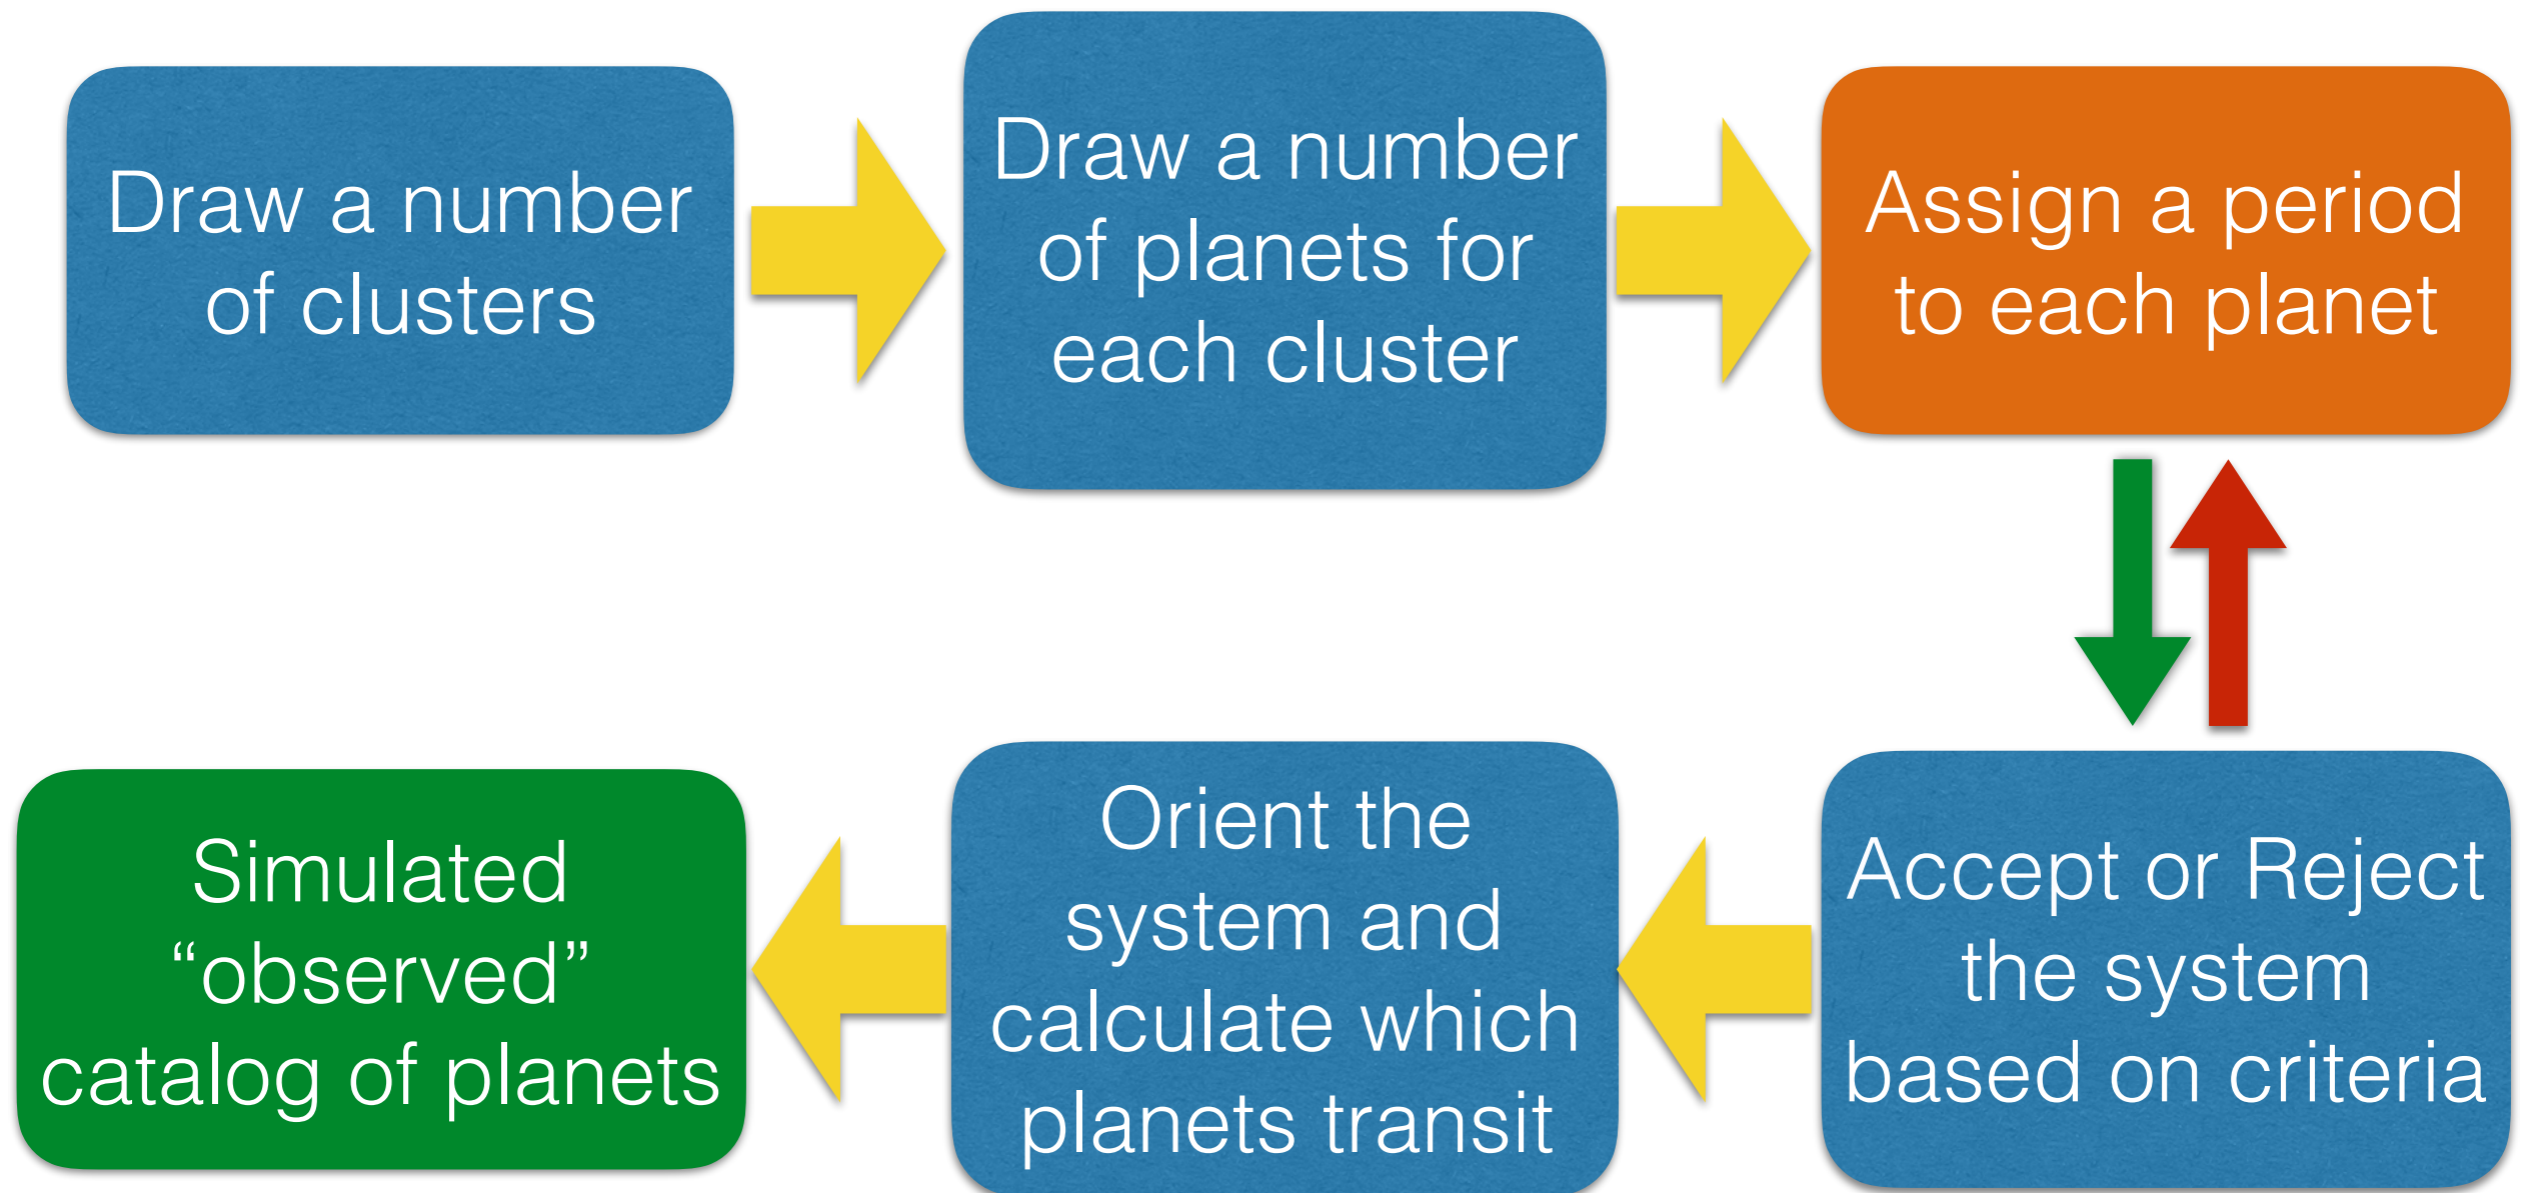 Draw a number
of clusters
Draw a number
of planets for
each cluster
Assign a period
to each planet
Accept or Reject
the system
based on criteria
Orient the
system and
calculate which
planets transit
Simulated
“observed”
catalog of planets